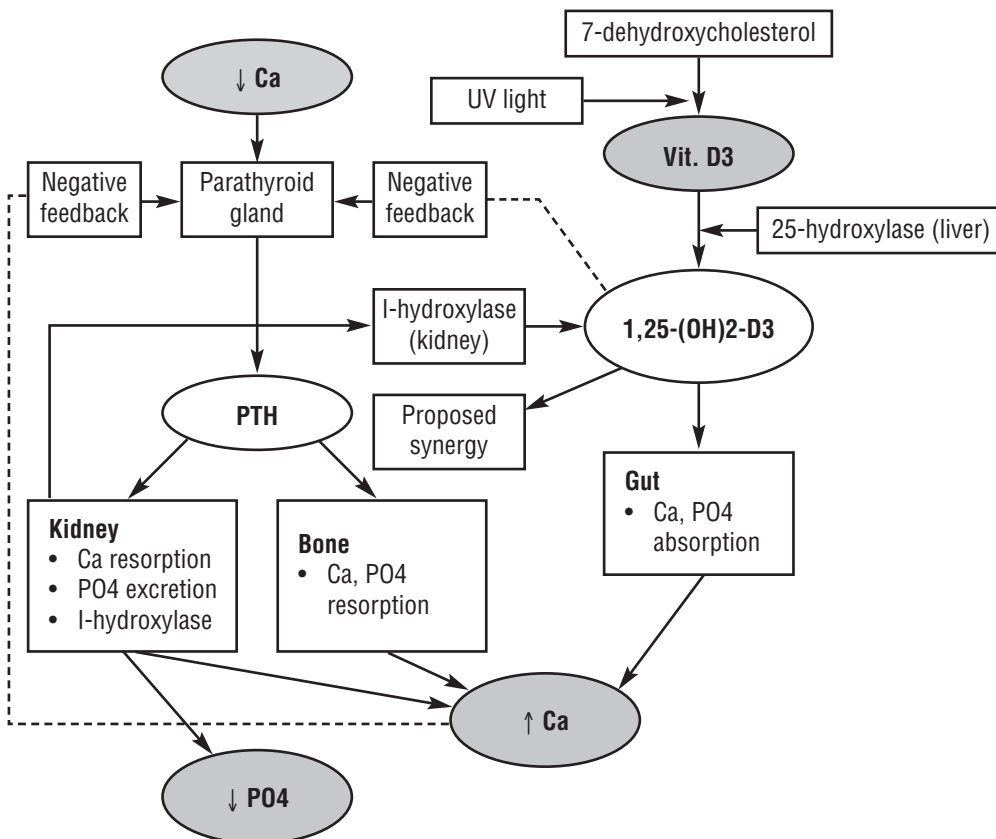 7-dehydroxycholesterol
↓ Ca
UV light
Vit. D3
Negative
feedback
Parathyroid
gland
Negative
feedback
25-hydroxylase (liver)
I-hydroxylase
(kidney)
1,25-(OH)2-D3
PTH
Proposed
synergy
Kidney
• Ca resorption
• PO4 excretion
• I-hydroxylase
Bone
• Ca, PO4
resorption
Gut
• Ca, PO4
absorption
↑ Ca
↓ PO4